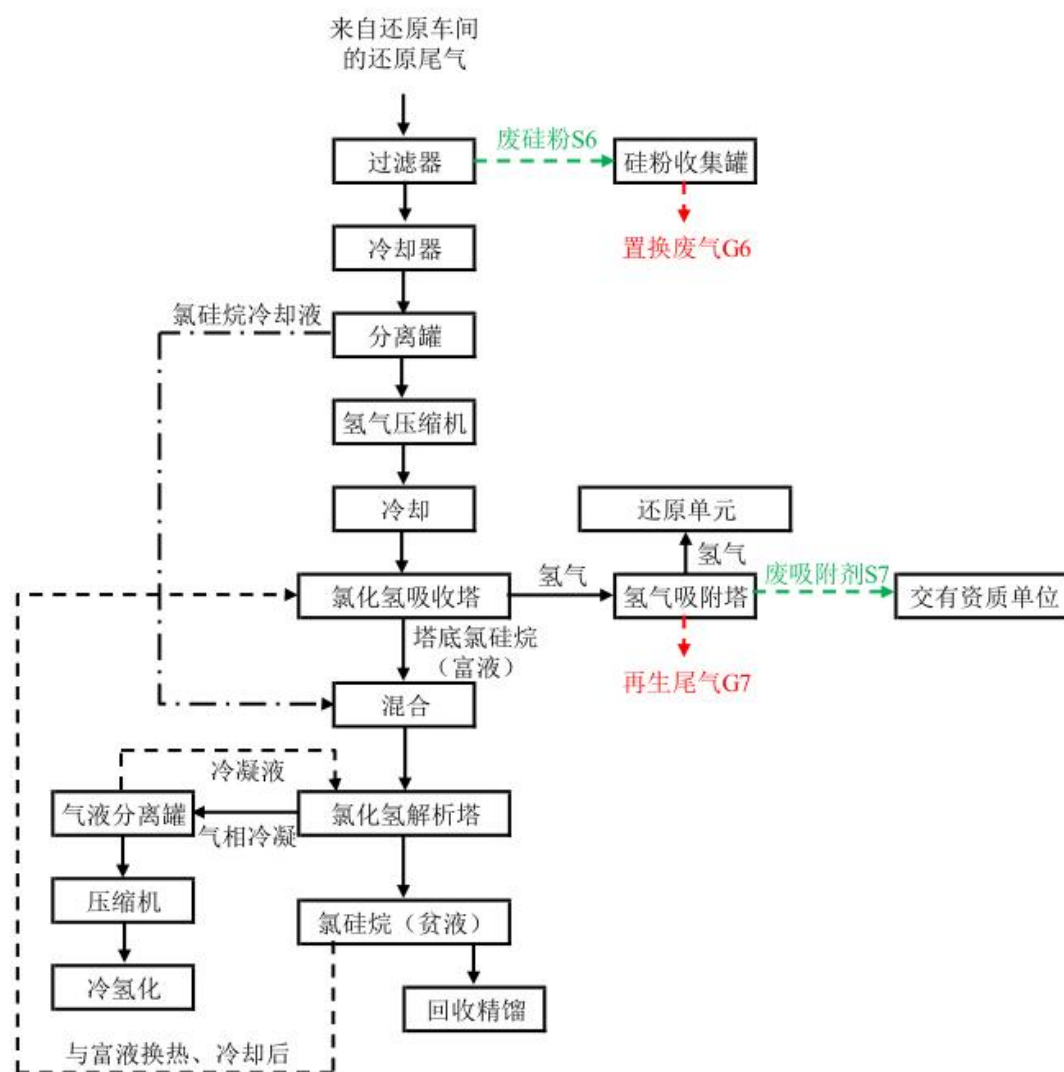 来自还原车间
的还原尾气
过滤器
废硅粉S6
硅粉收集罐
置换废气G6
冷却器
氯硅烷冷却液
分离罐
氢气压缩机
冷却
还原单元
氢气
氯化氢吸收塔
氢气
氢气吸附塔
废吸附剂S7
交有资质单位
再生尾气G7
塔底氯硅烷
（富液）
混合
冷凝液
气液分离罐
气相冷凝
氯化氢解析塔
压缩机
氯硅烷（贫液）
冷氢化
回收精馏
与富液换热、冷却后